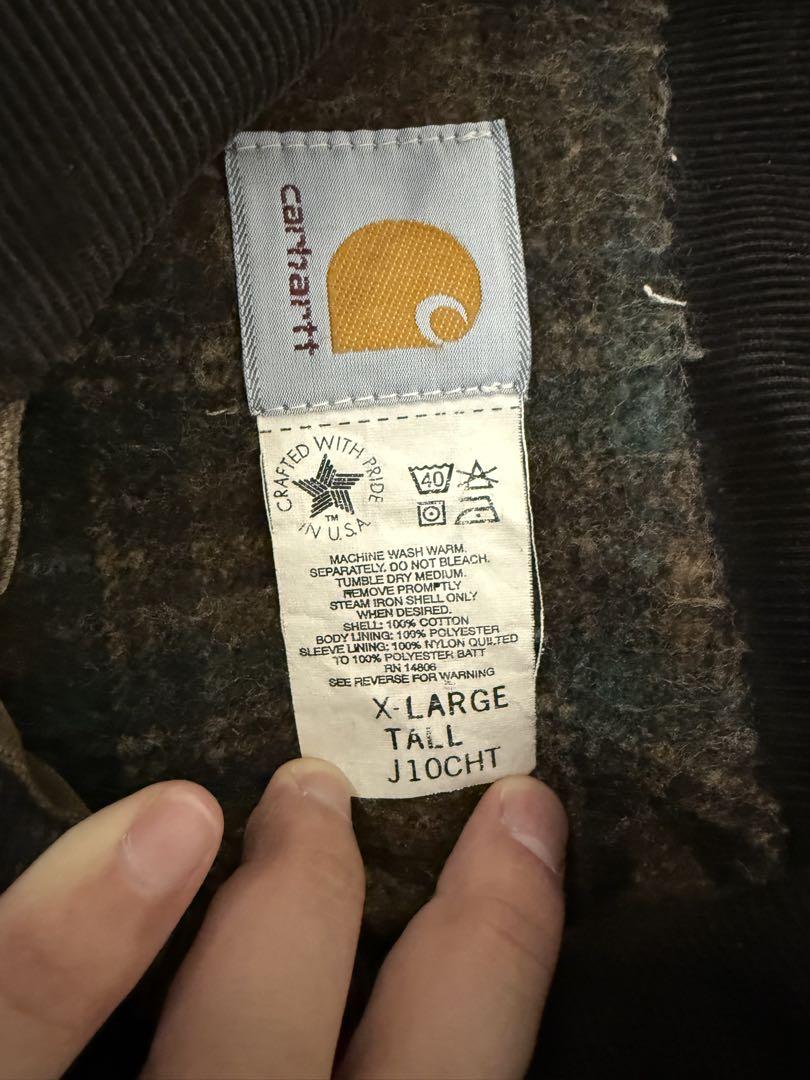 carhartt
CRAFTED WITH PRIDE
IN U.S.A.
TM
40
MACHINE WASH WARM.
SEPARATELY. DO NOT BLEACH.
TUMBLE DRY MEDIUM.
REMOVE PROMPTLY
STEAM IRON SHELL ONLY
WHEN DESIRED.
SHELL: 100% COTTON
BODY LINING: 100% POLYESTER
SLEEVE LINING: 100% NYLON QUILTED
TO 100% POLYESTER BATT
RN 14806
SEE REVERSE FOR WARNING
X-LARGE
TALL
J10CHT